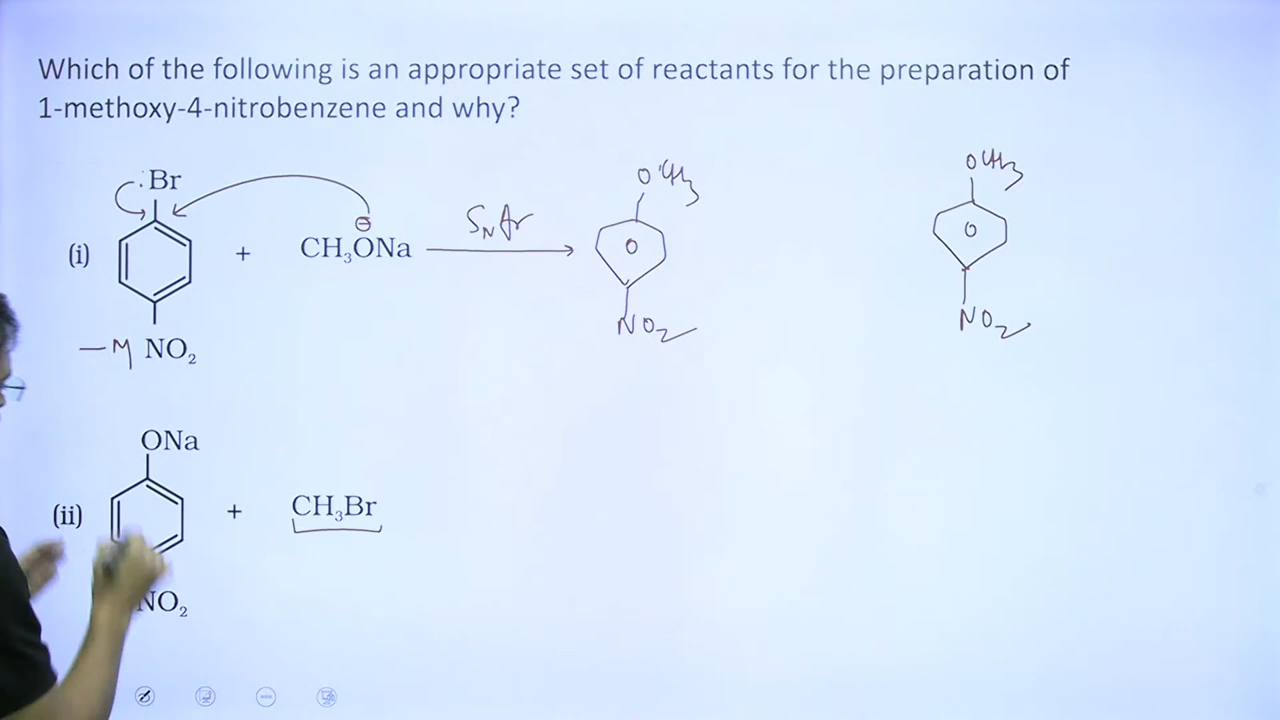 Which of the following is an appropriate set of reactants for the preparation of
1-methoxy-4-nitrobenzene and why?
Br
(i)
+
CH₃ONa
⊖
SNAr
OCH₃
NO₂
OCH₃
NO₂
–M NO₂
ONa
(ii)
+
CH₃Br
NO₂